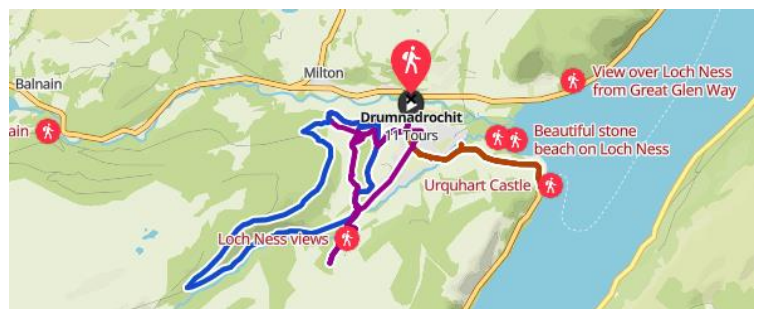 Balnain
Milton
View over Loch Ness
from Great Glen Way
Drumnadrochit
11 Tours
ain
Beautiful stone
beach on Loch Ness
Urquhart Castle
Loch Ness views